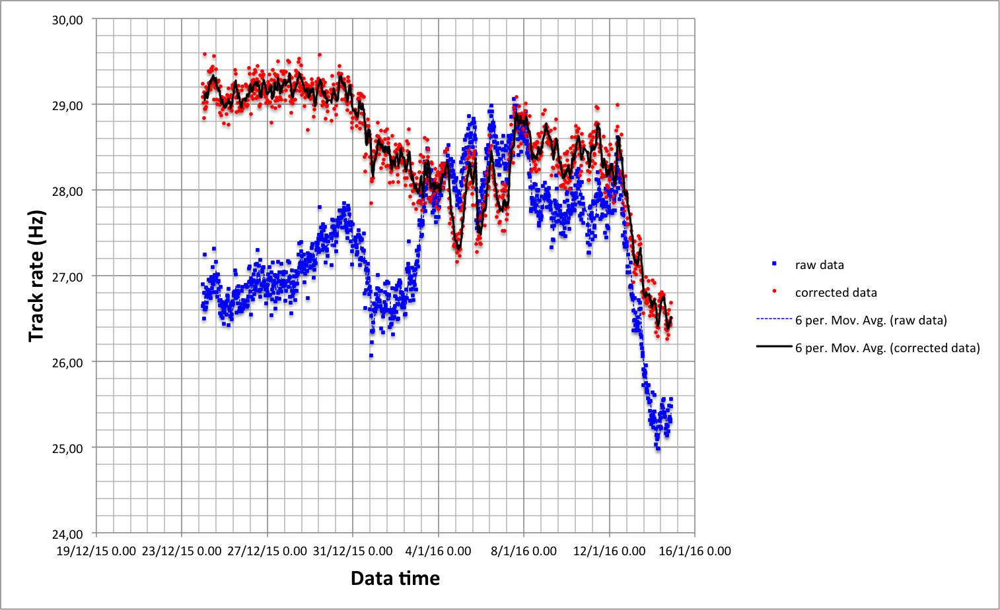 30,00
29,00
28,00
27,00
26,00
25,00
24,00
Track rate (Hz)
19/12/15 0.00 23/12/15 0.00 27/12/15 0.00 31/12/15 0.00 4/1/16 0.00 8/1/16 0.00 12/1/16 0.00 16/1/16 0.00
Data time
raw data
corrected data
6 per. Mov. Avg. (raw data)
6 per. Mov. Avg. (corrected data)